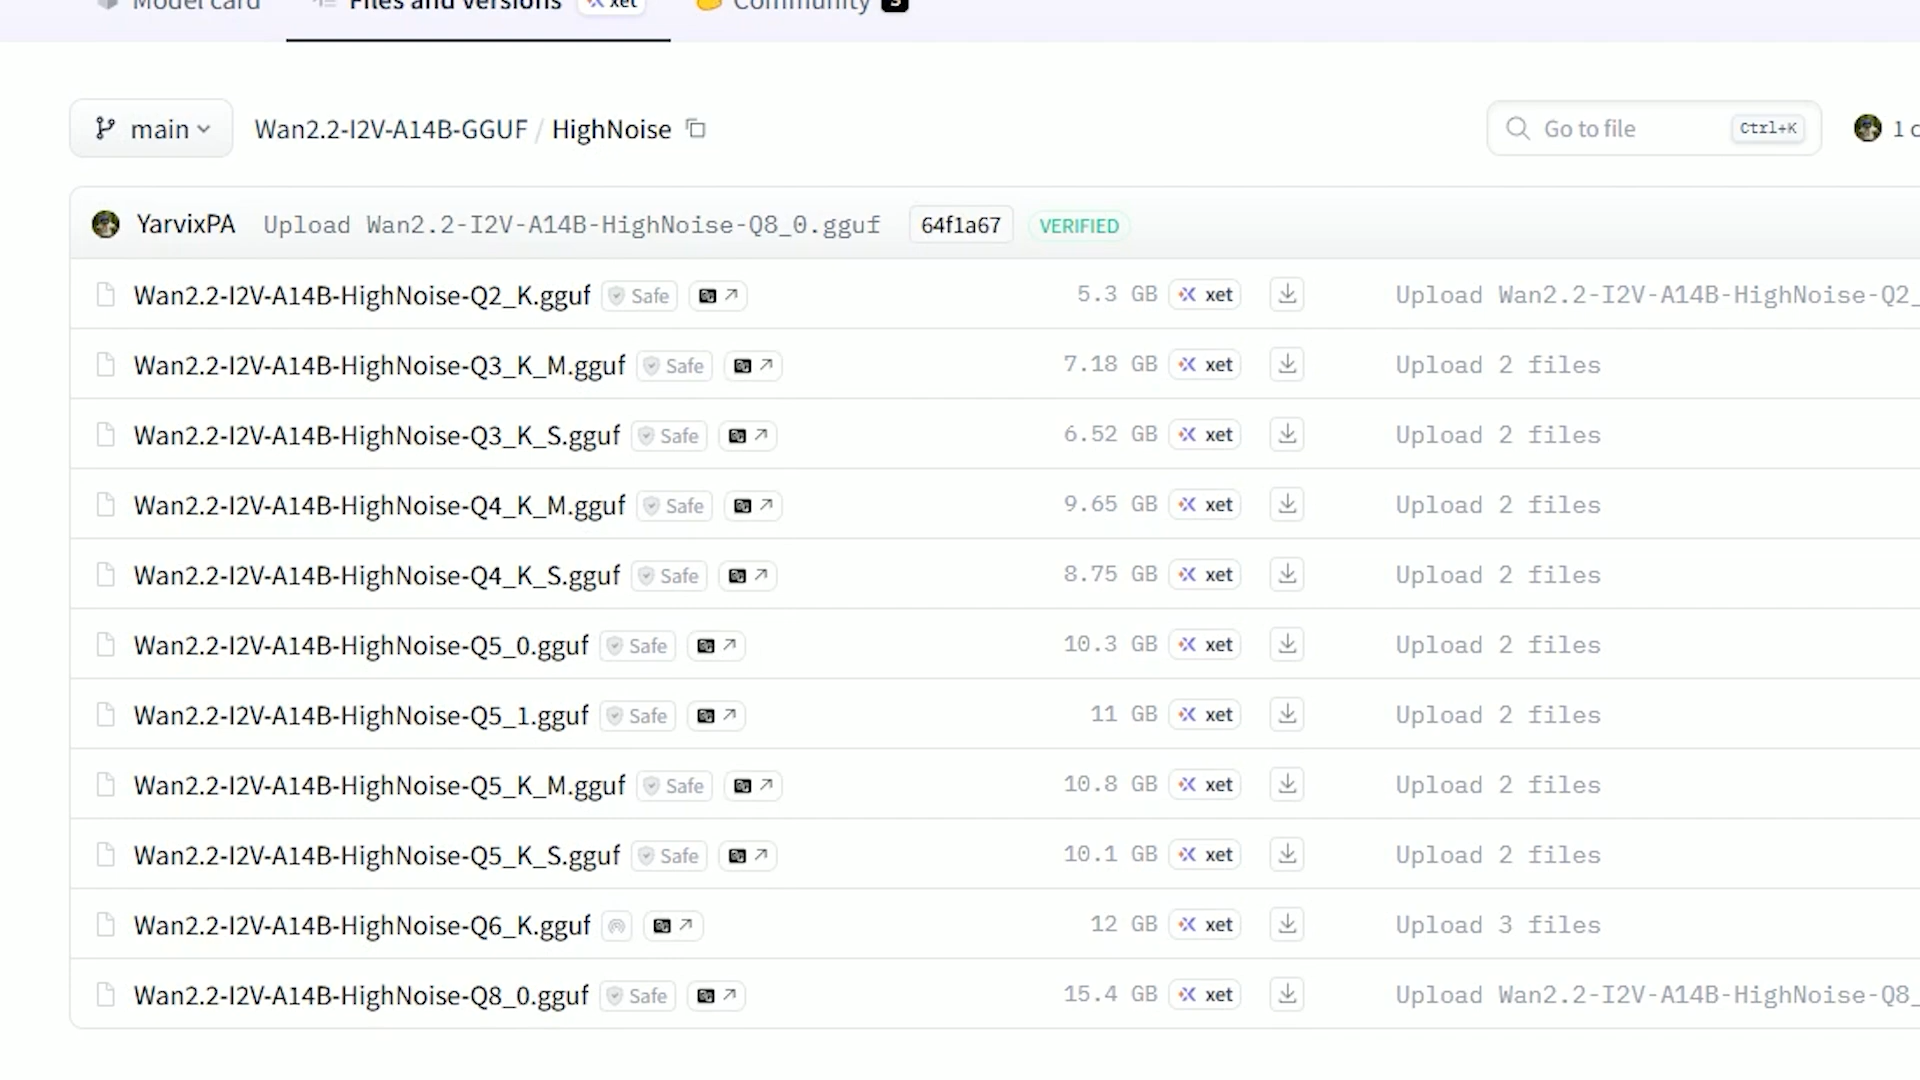 Model card Files and versions xet Community 3
main Wan2.2-I2V-A14B-GGUF / HighNoise Go to file Ctrl+K 1 c
YarvixPA Upload Wan2.2-I2V-A14B-HighNoise-Q8_0.gguf 64f1a67 VERIFIED
Wan2.2-I2V-A14B-HighNoise-Q2_K.gguf Safe 5.3 GB xet Upload Wan2.2-I2V-A14B-HighNoise-Q2_
Wan2.2-I2V-A14B-HighNoise-Q3_K_M.gguf Safe 7.18 GB xet Upload 2 files
Wan2.2-I2V-A14B-HighNoise-Q3_K_S.gguf Safe 6.52 GB xet Upload 2 files
Wan2.2-I2V-A14B-HighNoise-Q4_K_M.gguf Safe 9.65 GB xet Upload 2 files
Wan2.2-I2V-A14B-HighNoise-Q4_K_S.gguf Safe 8.75 GB xet Upload 2 files
Wan2.2-I2V-A14B-HighNoise-Q5_0.gguf Safe 10.3 GB xet Upload 2 files
Wan2.2-I2V-A14B-HighNoise-Q5_1.gguf Safe 11 GB xet Upload 2 files
Wan2.2-I2V-A14B-HighNoise-Q5_K_M.gguf Safe 10.8 GB xet Upload 2 files
Wan2.2-I2V-A14B-HighNoise-Q5_K_S.gguf Safe 10.1 GB xet Upload 2 files
Wan2.2-I2V-A14B-HighNoise-Q6_K.gguf 12 GB xet Upload 3 files
Wan2.2-I2V-A14B-HighNoise-Q8_0.gguf Safe 15.4 GB xet Upload Wan2.2-I2V-A14B-HighNoise-Q8_